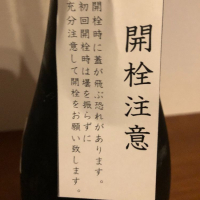 開栓注意
開栓時に蓋が飛ぶ恐れがあります。
初回開栓時は壜を振らずに
充分注意して開栓をお願い致します。